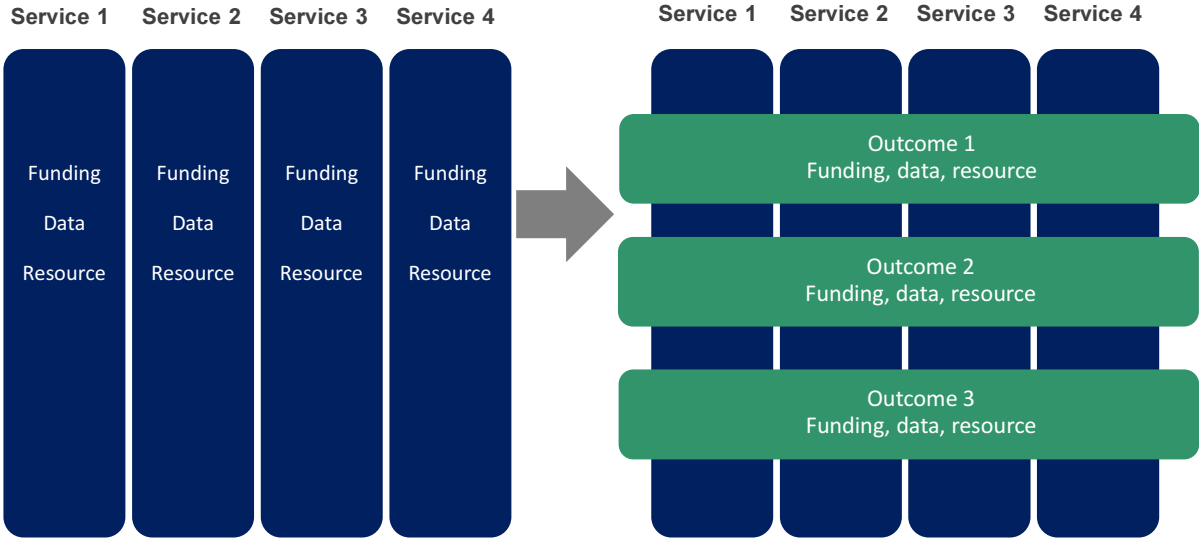 Service 1 Service 2 Service 3 Service 4
Funding Funding Funding Funding
Data Data Data Data
Resource Resource Resource Resource
Service 1 Service 2 Service 3 Service 4
Outcome 1
Funding, data, resource
Outcome 2
Funding, data, resource
Outcome 3
Funding, data, resource